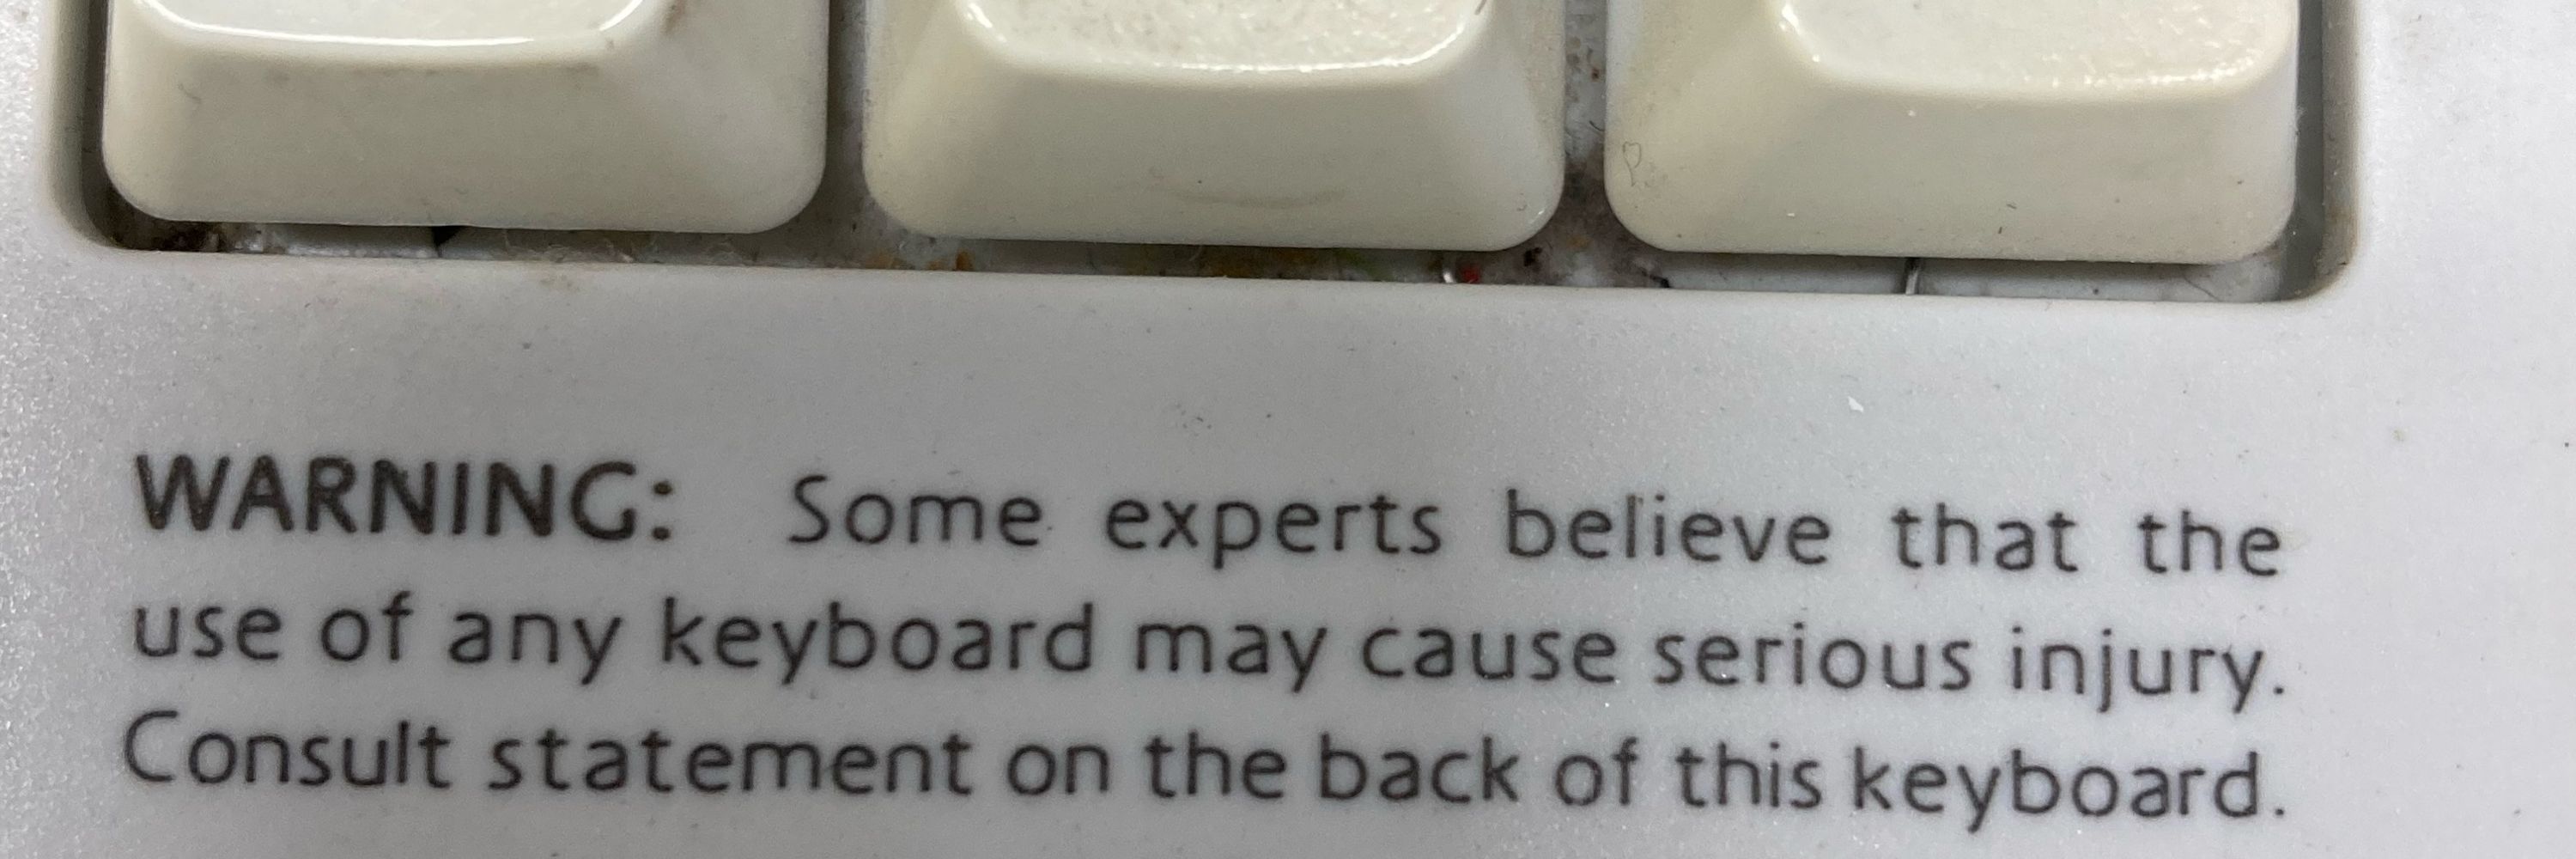 WARNING: Some experts believe that the
use of any keyboard may cause serious injury.
Consult statement on the back of this keyboard.